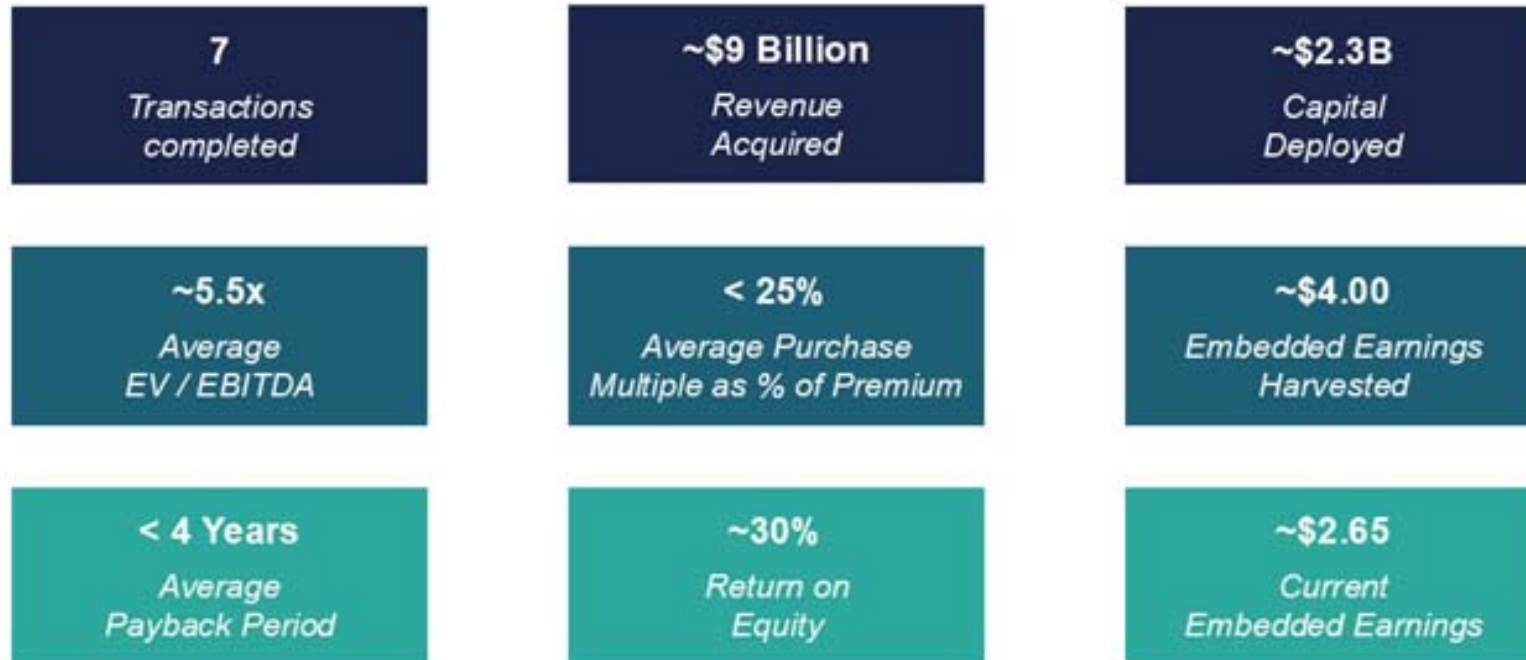 7
Transactions
completed
~$9 Billion
Revenue
Acquired
~$2.3B
Capital
Deployed
~5.5x
Average
EV / EBITDA
< 25%
Average Purchase
Multiple as % of Premium
~$4.00
Embedded Earnings
Harvested
< 4 Years
Average
Payback Period
~30%
Return on
Equity
~$2.65
Current
Embedded Earnings